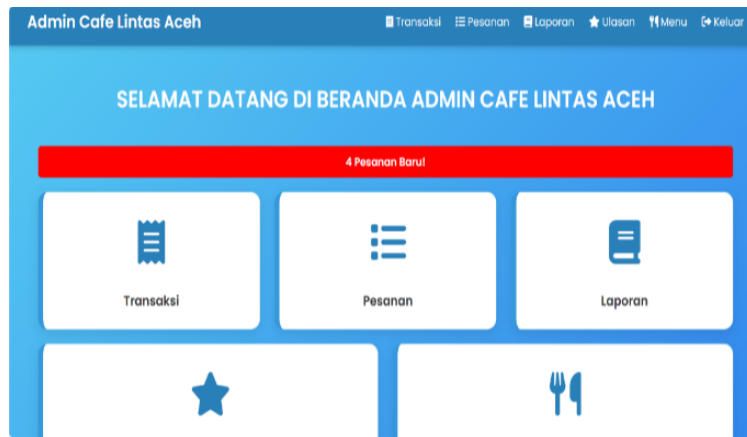 Admin Cafe Lintas Aceh
Transaksi Pesanan Laporan Ulasan Menu Keluar
SELAMAT DATANG DI BERANDA ADMIN CAFE LINTAS ACEH
4 Pesanan Baru!
Transaksi
Pesanan
Laporan